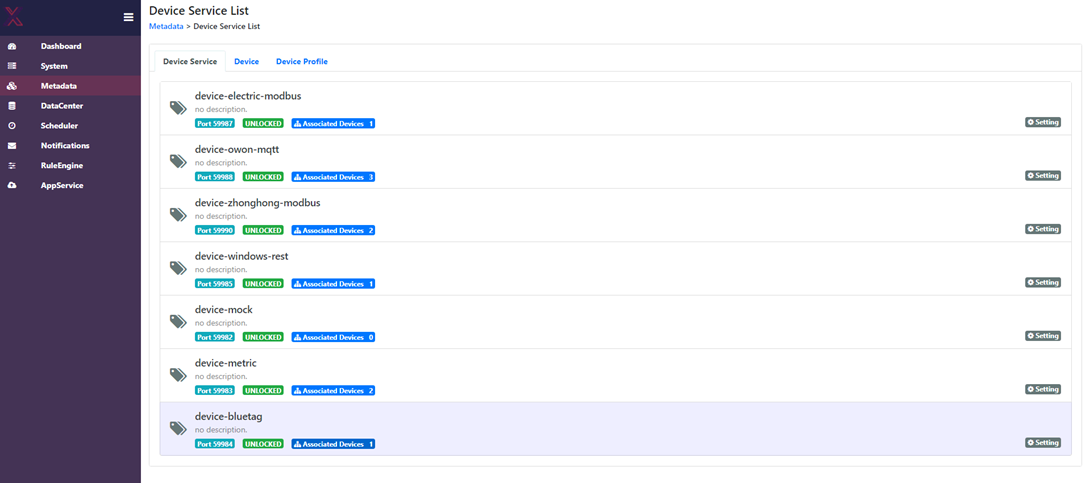 Device Service List
Metadata > Device Service List
Dashboard
System
Metadata
DataCenter
Scheduler
Notifications
RuleEngine
AppService
Device Service Device Device Profile
device-electric-modbus
no description.
Port 59987 UNLOCKED Associated Devices 1 Setting
device-owon-mqtt
no description.
Port 59988 UNLOCKED Associated Devices 3 Setting
device-zhonghong-modbus
no description.
Port 59990 UNLOCKED Associated Devices 2 Setting
device-windows-rest
no description.
Port 59985 UNLOCKED Associated Devices 1 Setting
device-mock
no description.
Port 59982 UNLOCKED Associated Devices 0 Setting
device-metric
no description.
Port 59983 UNLOCKED Associated Devices 2 Setting
device-bluetag
no description.
Port 59984 UNLOCKED Associated Devices 1 Setting